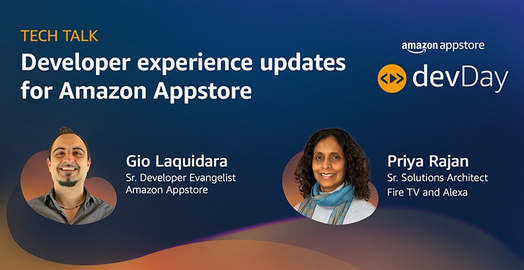 TECH TALK
Developer experience updates
for Amazon Appstore
amazon appstore
devDay
Gio Laquidara
Sr. Developer Evangelist
Amazon Appstore
Priya Rajan
Sr. Solutions Architect
Fire TV and Alexa